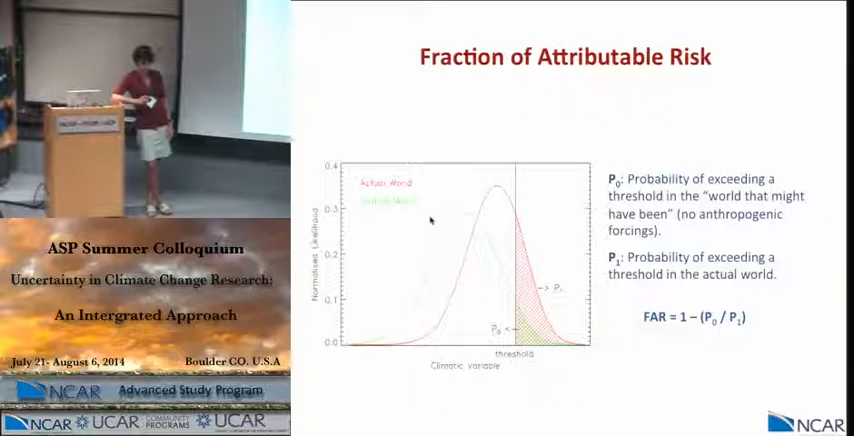 Fraction of Attributable Risk
0.4
0.3
0.2
0.1
0.0
Normalised Likelihood
Actual World
P₀ <
-> P₁
threshold
Climatic variable
P₀: Probability of exceeding a
threshold in the “world that might
have been” (no anthropogenic
forcings).
P₁: Probability of exceeding a
threshold in the actual world.
FAR = 1 – (P₀ / P₁)
NCAR
ASP Summer Colloquium
Uncertainty in Climate Change Research:
An Intergrated Approach
July 21- August 6, 2014 Boulder CO. U.S.A
NCAR Advanced Study Program
NCAR UCAR COMMUNITY PROGRAMS UCAR